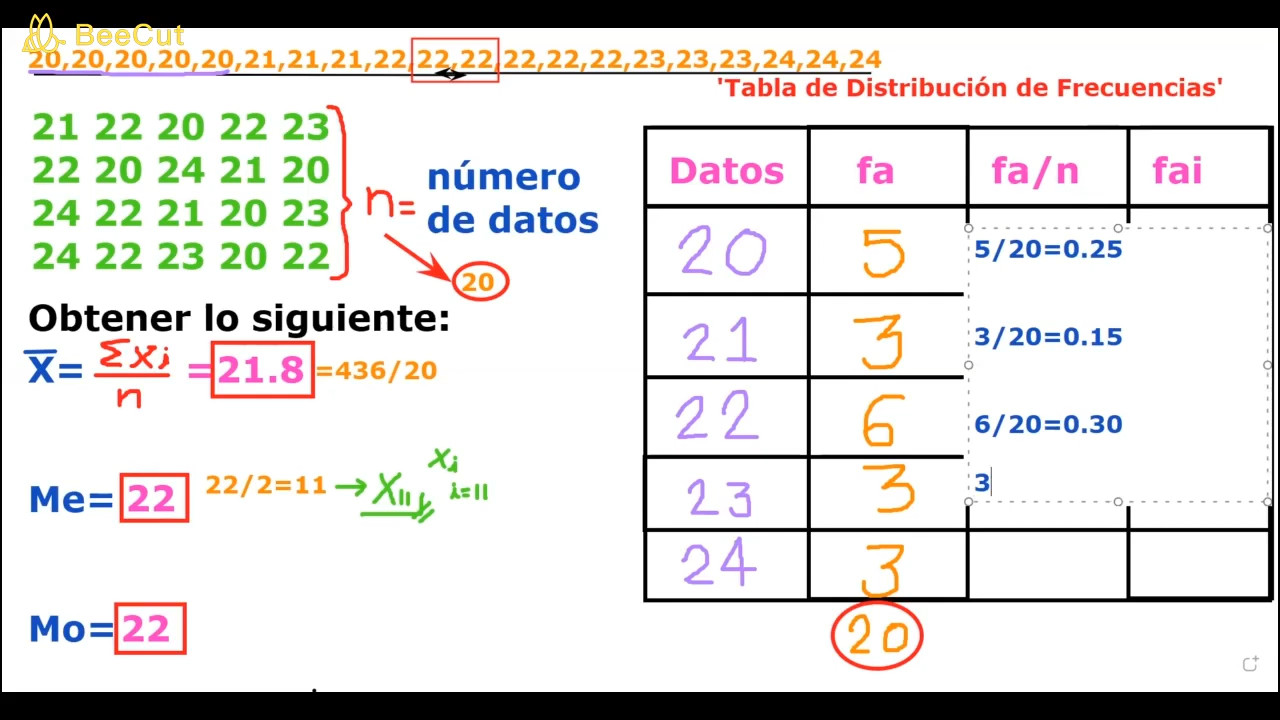 BeeCut
20,20,20,20,20,21,21,21,22,22,22,22,22,22,23,23,23,24,24,24
'Tabla de Distribución de Frecuencias'
21 22 20 22 23
22 20 24 21 20
24 22 21 20 23
24 22 23 20 22
n= número
de datos
20
Obtener lo siguiente:
X̄= Σxi/n =21.8 =436/20
Me= 22 22/2=11 → X11
xi
i=11
Mo= 22
Datos fa fa/n fai
20 5 5/20=0.25
21 3 3/20=0.15
22 6 6/20=0.30
23 3 3
24 3
20